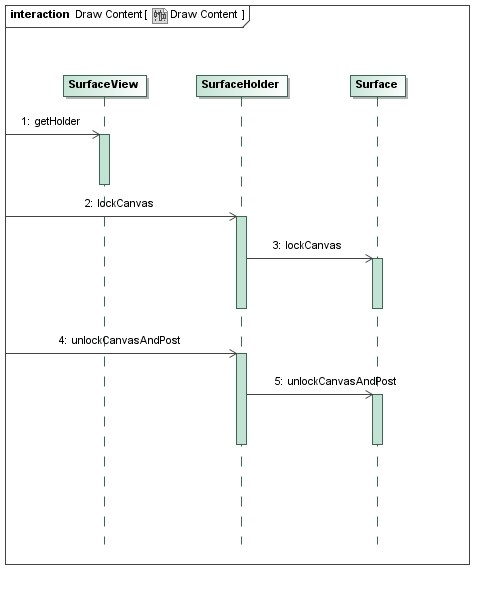 interaction Draw Content [ Draw Content ]
SurfaceView SurfaceHolder Surface
1: getHolder
2: lockCanvas
3: lockCanvas
4: unlockCanvasAndPost
5: unlockCanvasAndPost